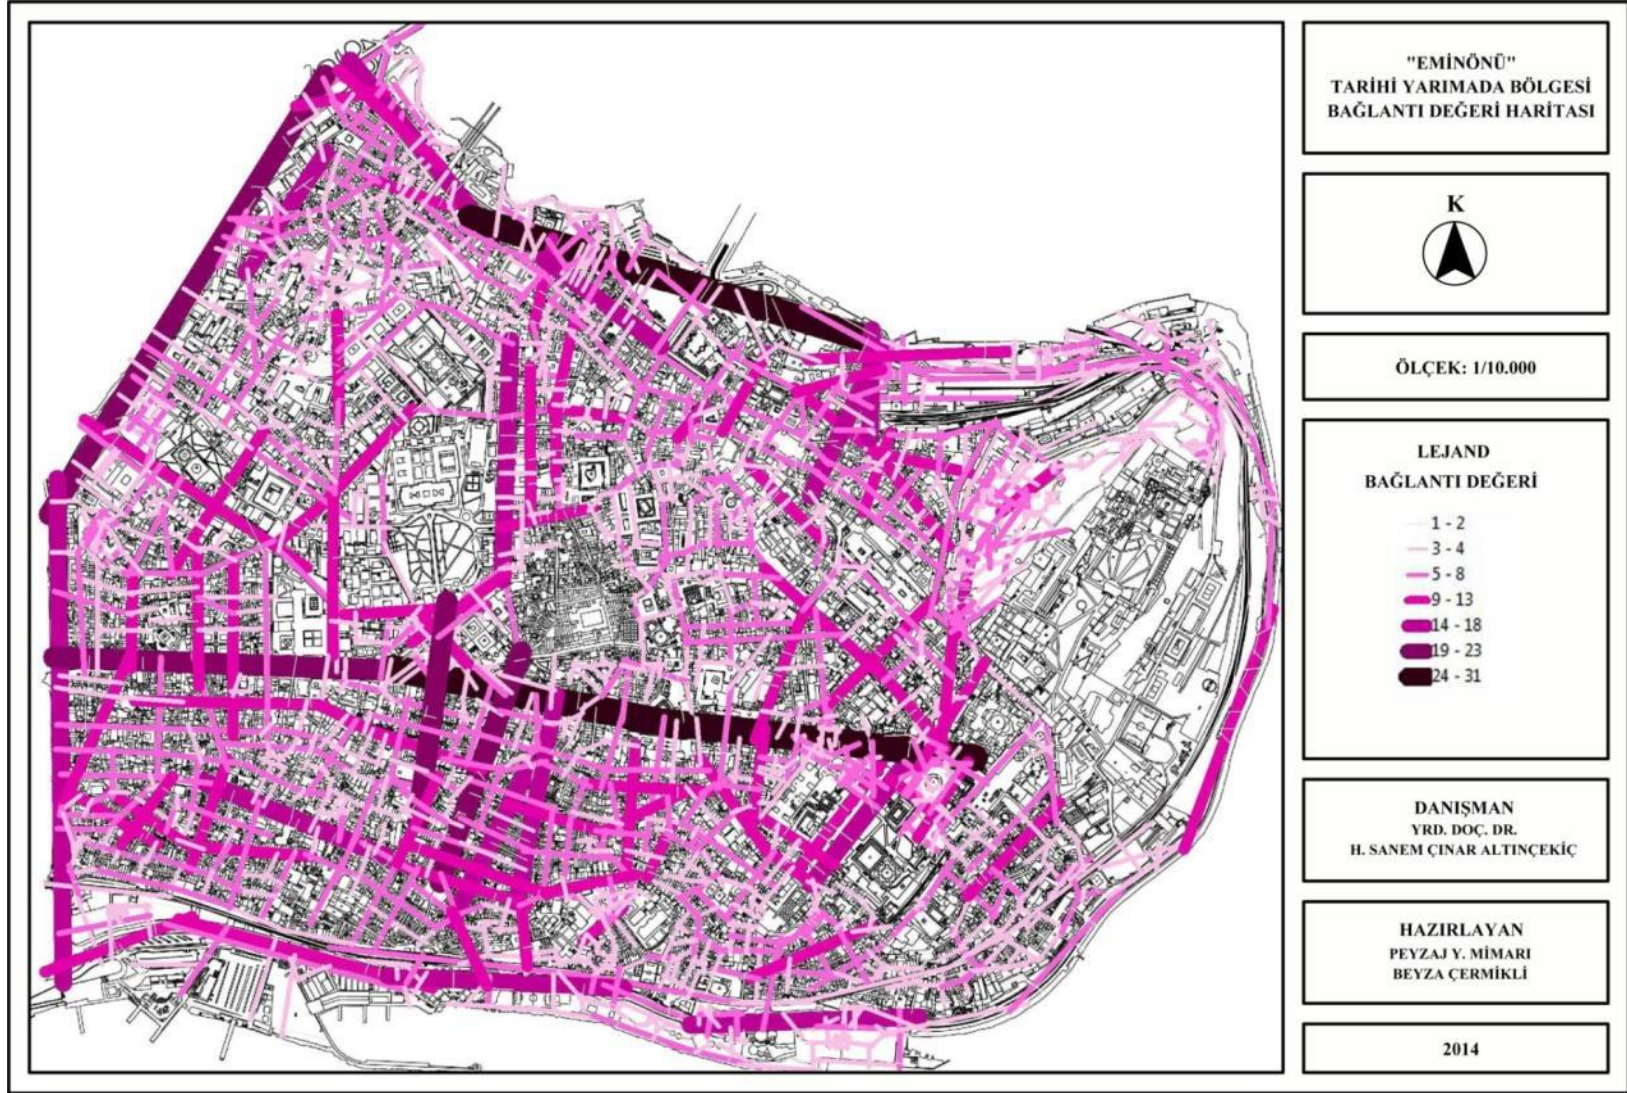 "EMİNÖNÜ"
TARİHİ YARIMADA BÖLGESİ
BAĞLANTI DEĞERİ HARİTASI
K
ÖLÇEK: 1/10.000
LEJAND
BAĞLANTI DEĞERİ
1 - 2
3 - 4
5 - 8
9 - 13
14 - 18
19 - 23
24 - 31
DANIŞMAN
YRD. DOÇ. DR.
H. SANEM ÇINAR ALTINÇEKİÇ
HAZIRLAYAN
PEYZAJ Y. MİMARI
BEYZA ÇERMİKLİ
2014